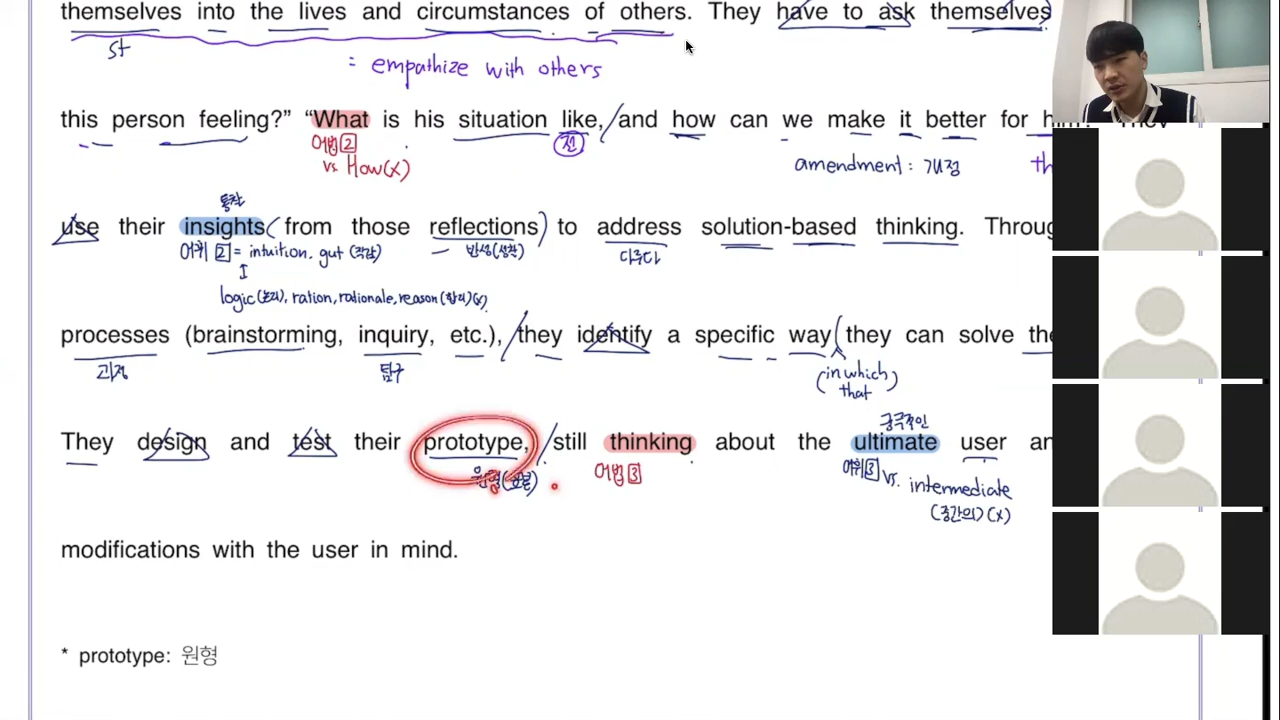 themselves into the lives and circumstances of others. They have to ask themselves
st
= empathize with others
this person feeling?” “What is his situation like, and how can we make it better for
어법 2
vs How(x)
전
amendment : 개정
th
통찰
use their insights from those reflections to address solution-based thinking. Throug
어휘 2 = intuition, gut (직감)
반성(성찰)
다루다
logic(논리), ration, rationale, reason(합리)(x)
processes (brainstorming, inquiry, etc.), they identify a specific way they can solve the
과정
탐구
(in which)
that
궁극적인
They design and test their prototype, still thinking about the ultimate user an
원형
어법 3
어휘 3 vs. intermediate
(중간의)(x)
modifications with the user in mind.
* prototype: 원형